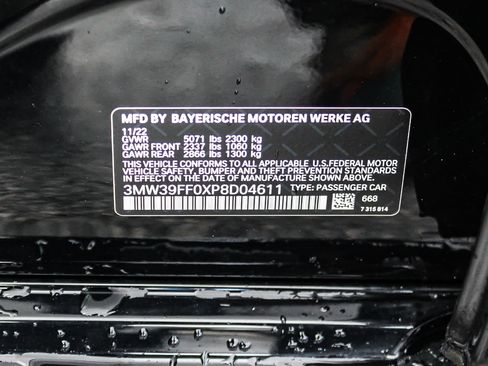 MFD BY BAYERISCHE MOTOREN WERKE AG
11/22
GVWR 5071 lbs 2300 kg
GAWR FRONT 2337 lbs 1060 kg
GAWR REAR 2866 lbs 1300 kg
THIS VEHICLE CONFORMS TO ALL APPLICABLE U.S.FEDERAL MOTOR
VEHICLE SAFETY, BUMPER, AND THEFT PREVENTION STANDARDS
IN EFFECT ON THE DATE OF MANUFACTURE SHOWN ABOVE.
3MW39FF0XP8D04611 TYPE: PASSENGER CAR
668
7 315 814